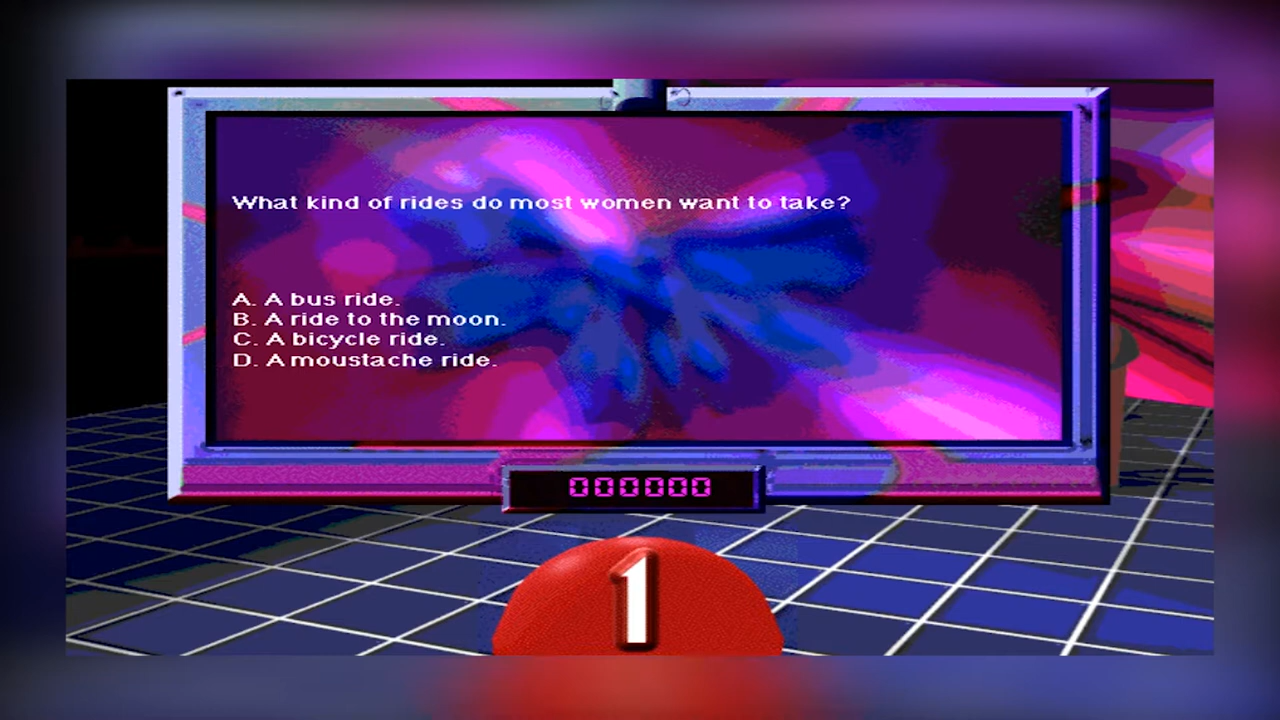 What kind of rides do most women want to take?
A. A bus ride.
B. A ride to the moon.
C. A bicycle ride.
D. A moustache ride.
000000
1